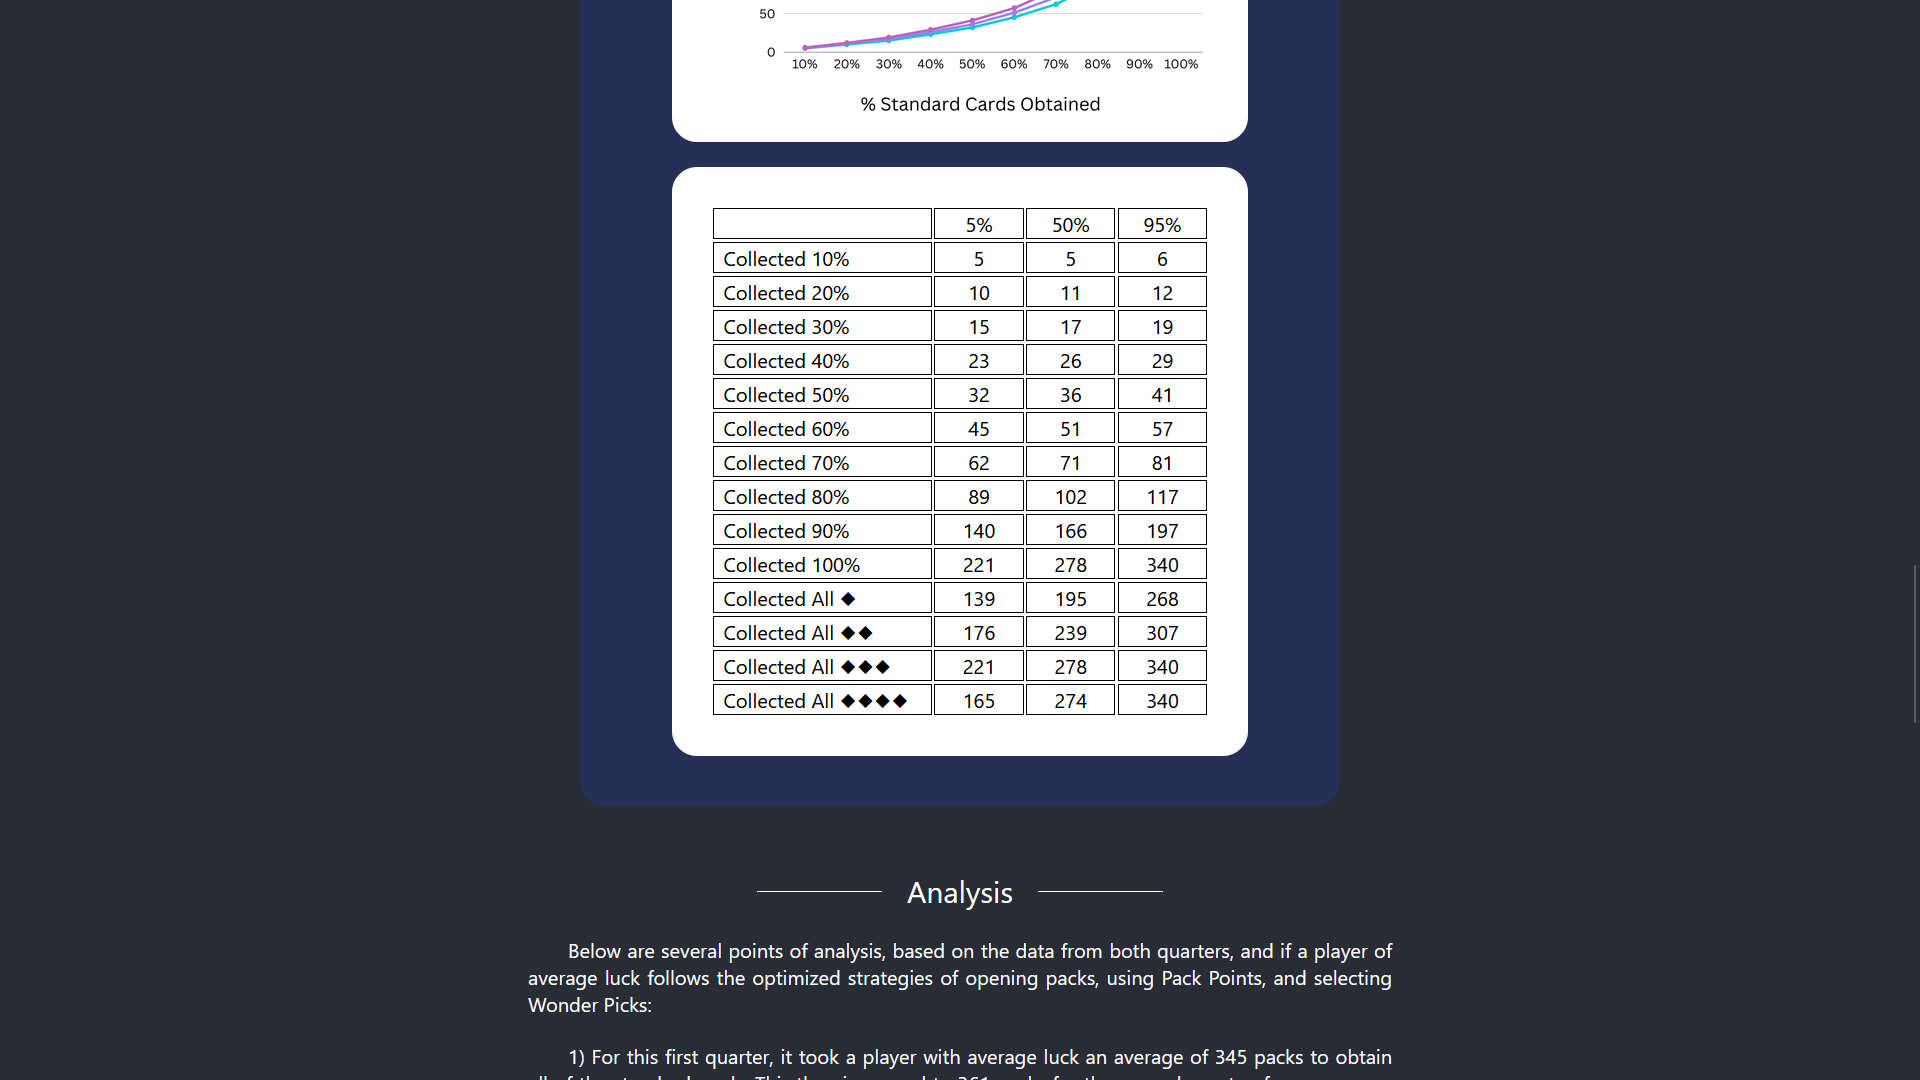 50
0
10% 20% 30% 40% 50% 60% 70% 80% 90% 100%
% Standard Cards Obtained
5% 50% 95%
Collected 10% 5 5 6
Collected 20% 10 11 12
Collected 30% 15 17 19
Collected 40% 23 26 29
Collected 50% 32 36 41
Collected 60% 45 51 57
Collected 70% 62 71 81
Collected 80% 89 102 117
Collected 90% 140 166 197
Collected 100% 221 278 340
Collected All ◆ 139 195 268
Collected All ◆◆ 176 239 307
Collected All ◆◆◆ 221 278 340
Collected All ◆◆◆◆ 165 274 340
Analysis
Below are several points of analysis, based on the data from both quarters, and if a player of
average luck follows the optimized strategies of opening packs, using Pack Points, and selecting
Wonder Picks:
1) For this first quarter, it took a player with average luck an average of 345 packs to obtain